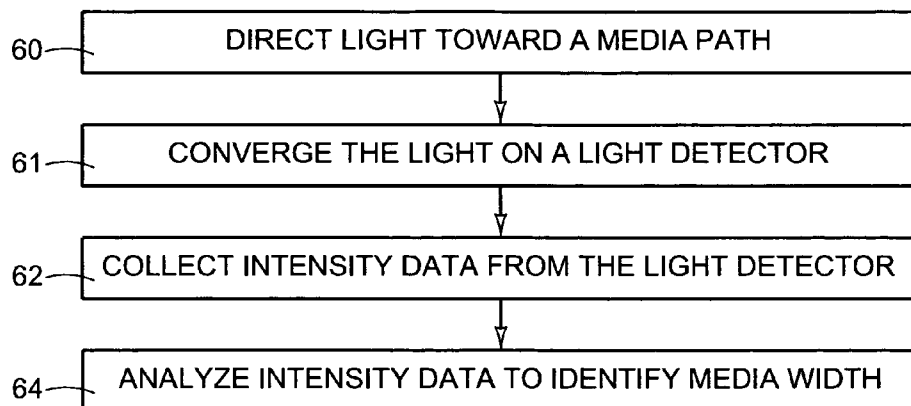 60 DIRECT LIGHT TOWARD A MEDIA PATH
61 CONVERGE THE LIGHT ON A LIGHT DETECTOR
62 COLLECT INTENSITY DATA FROM THE LIGHT DETECTOR
64 ANALYZE INTENSITY DATA TO IDENTIFY MEDIA WIDTH